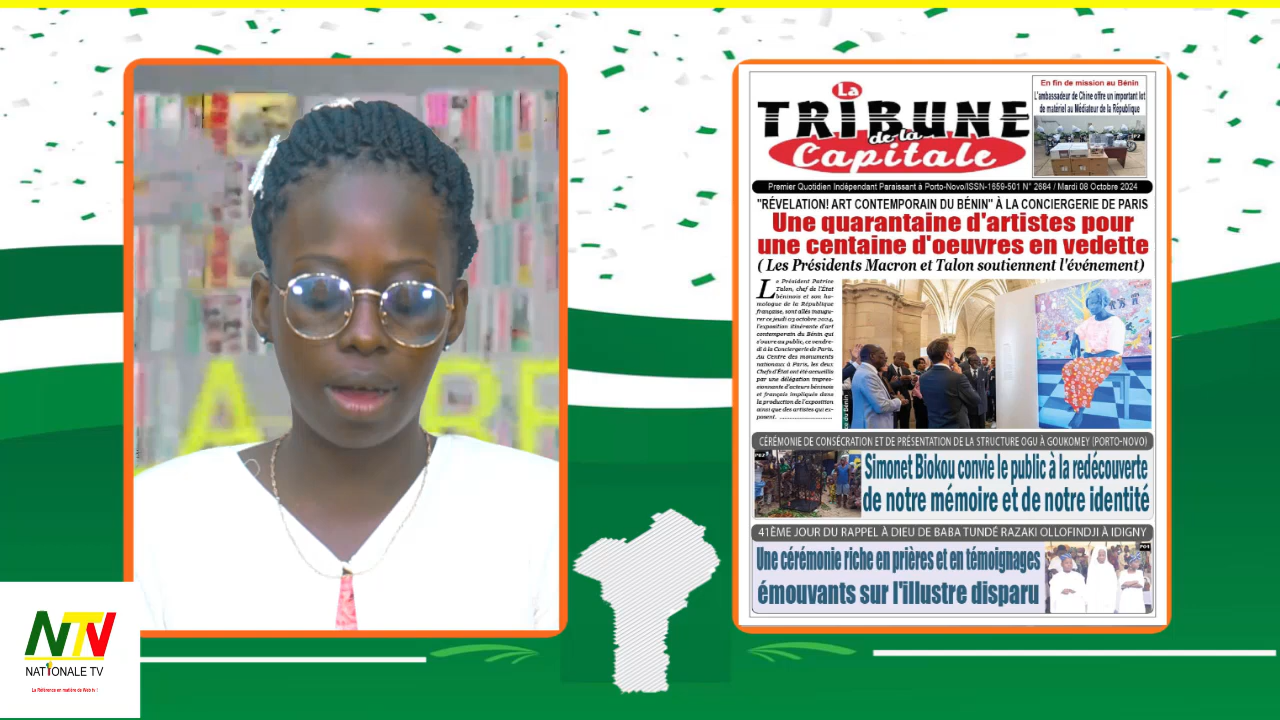 La
TRIBUNE
de la
Capitale
En fin de mission au Bénin
L'ambassadeur de Chine offre un important lot
de matériel au Médiateur de la République
Premier Quotidien Indépendant Paraissant à Porto-Novo/ISSN-1659-501 N° 2684 / Mardi 08 Octobre 2024
"RÉVELATION! ART CONTEMPORAIN DU BÉNIN" À LA CONCIERGERIE DE PARIS
Une quarantaine d'artistes pour
une centaine d'oeuvres en vedette
( Les Présidents Macron et Talon soutiennent l'événement)
Le Président Patrice
Talon, chef de l'État
béninois et son ho-
mologue de la République
française, sont allés inaugu-
rer ce jeudi 03 octobre 2024,
l'exposition itinérante d'art
contemporain du Bénin qui
s'ouvre au public, ce vendre-
di à la Conciergerie de Paris.
Au Centre des monuments
nationaux à Paris, les deux
Chefs d'État ont été accueillis
par une délégation impres-
sionnante d'acteurs béninois
et français impliqués dans
la production de l'exposition
ainsi que des artistes qui ex-
posent.
CÉRÉMONIE DE CONSÉCRATION ET DE PRÉSENTATION DE LA STRUCTURE OGU À GOUKOMEY (PORTO-NOVO)
Simonet Biokou convie le public à la redécouverte
de notre mémoire et de notre identité
41ÈME JOUR DU RAPPEL À DIEU DE BABA TUNDÉ RAZAKI OLLOFINDJI À IDIGNY
Une cérémonie riche en prières et en témoignages
émouvants sur l'illustre disparu
NTV
NATIONALE TV
La Référence en matière de Web tv !